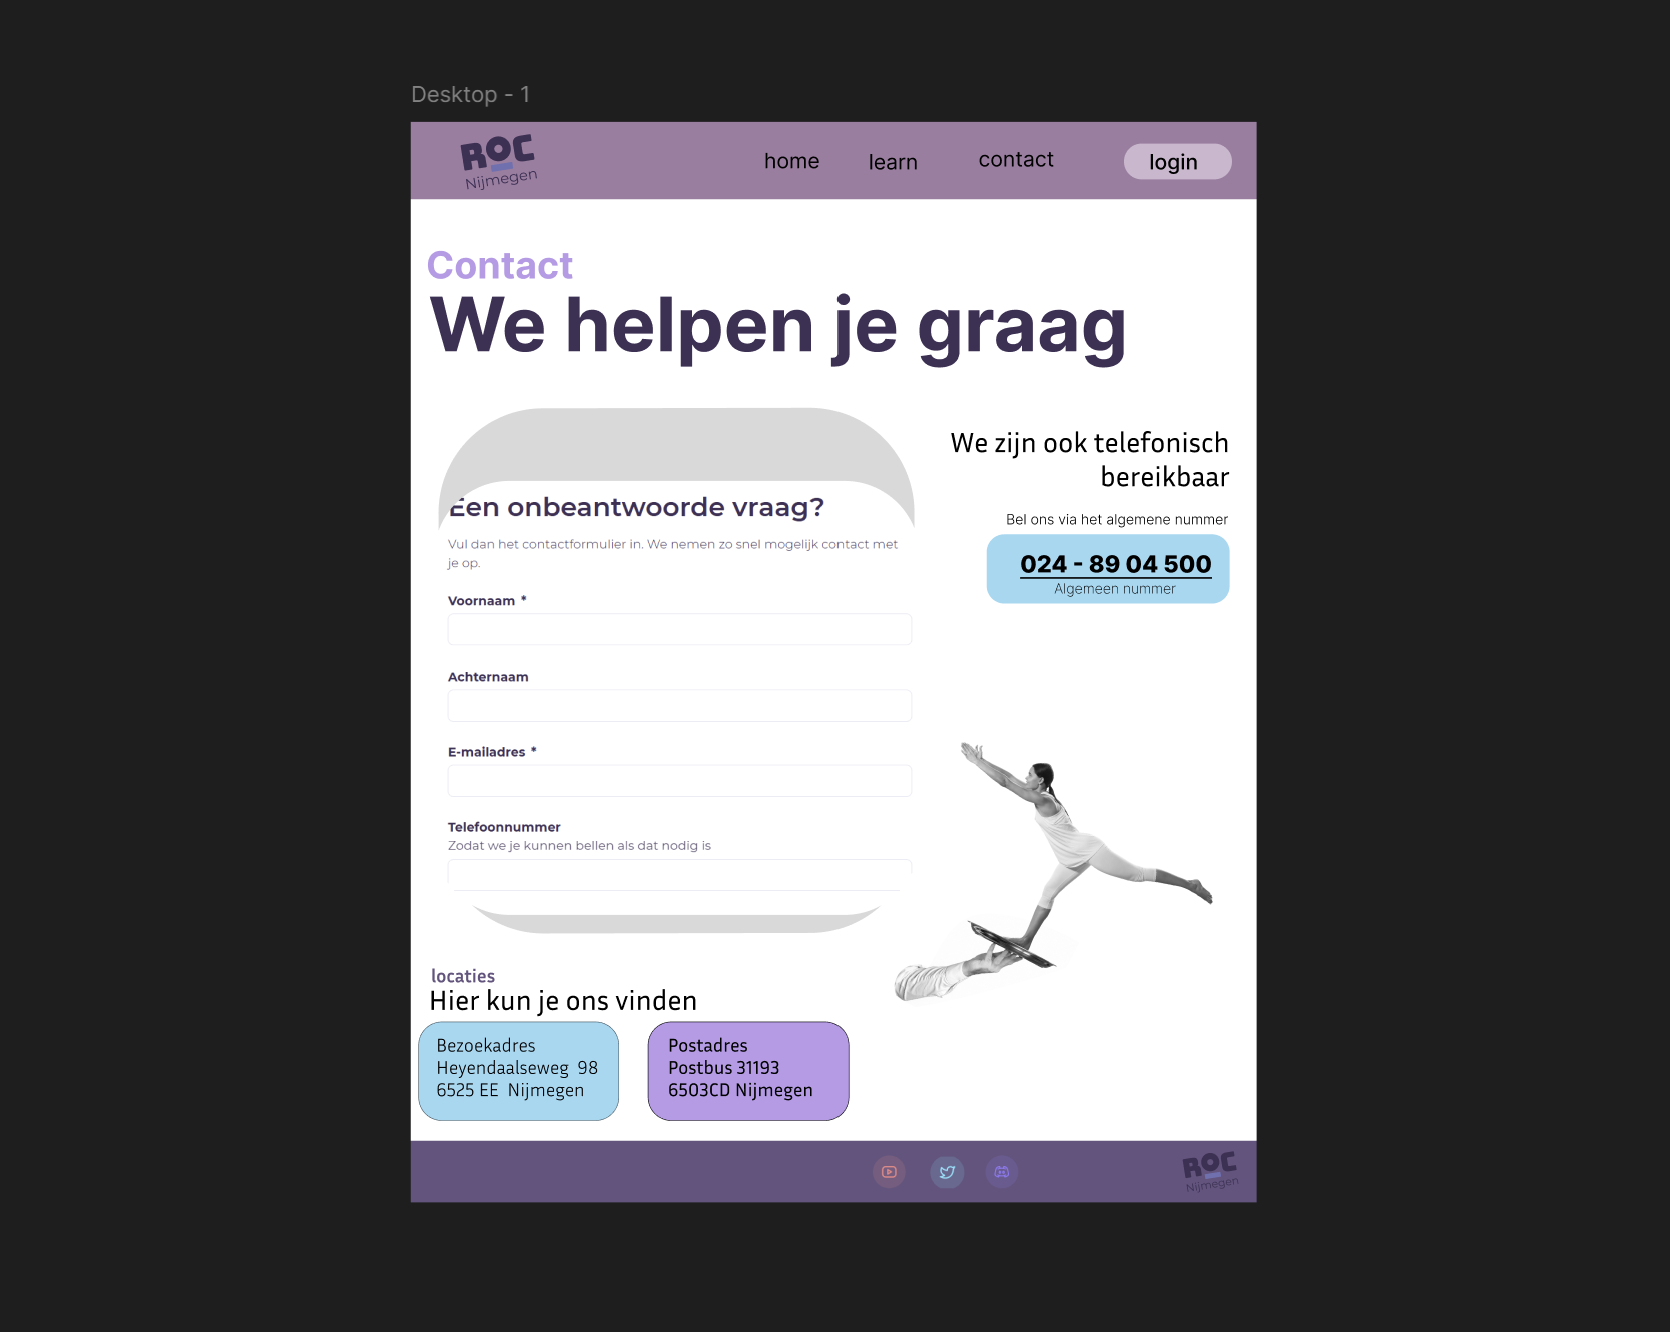 Desktop - 1
ROC
Nijmegen
home
learn
contact
login
Contact
We helpen je graag
Een onbeantwoorde vraag?
Vul dan het contactformulier in. We nemen zo snel mogelijk contact met
je op.
Voornaam *
Achternaam
E-mailadres *
Telefoonnummer
Zodat we je kunnen bellen als dat nodig is
We zijn ook telefonisch
bereikbaar
Bel ons via het algemene nummer
024 - 89 04 500
Algemeen nummer
locaties
Hier kun je ons vinden
Bezoekadres
Heyendaalseweg 98
6525 EE Nijmegen
Postadres
Postbus 31193
6503CD Nijmegen
ROC
Nijmegen